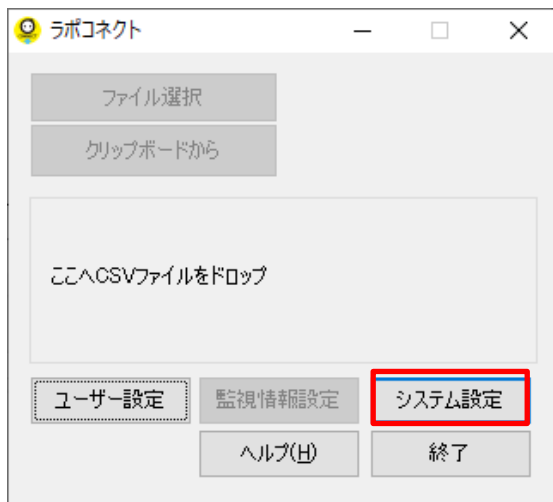 ラポコネクト
ファイル選択
クリップボードから
ここへCSVファイルをドロップ
ユーザー設定
監視情報設定
システム設定
ヘルプ(H)
終了